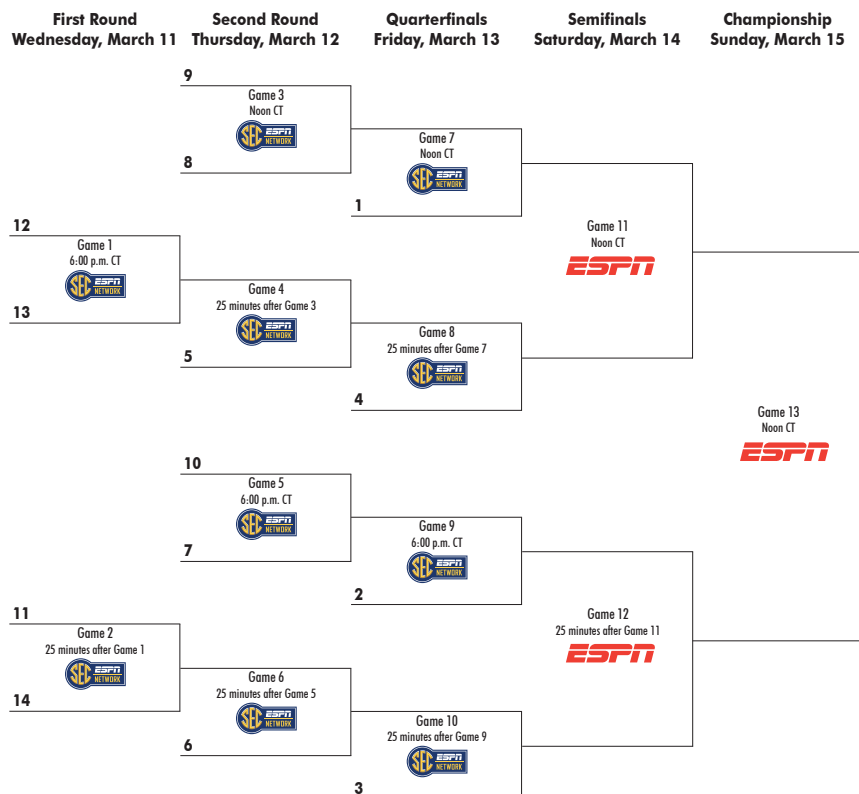 First Round
Wednesday, March 11
Second Round
Thursday, March 12
Quarterfinals
Friday, March 13
Semifinals
Saturday, March 14
Championship
Sunday, March 15
9
Game 3
Noon CT
SEC ESPN
NETWORK
8
Game 7
Noon CT
SEC ESPN
NETWORK
1
12
Game 1
6:00 p.m. CT
SEC ESPN
NETWORK
13
Game 4
25 minutes after Game 3
SEC ESPN
NETWORK
5
Game 8
25 minutes after Game 7
SEC ESPN
NETWORK
4
Game 11
Noon CT
ESPN
Game 13
Noon CT
ESPN
10
Game 5
6:00 p.m. CT
SEC ESPN
NETWORK
7
Game 9
6:00 p.m. CT
SEC ESPN
NETWORK
2
11
Game 2
25 minutes after Game 1
SEC ESPN
NETWORK
14
Game 6
25 minutes after Game 5
SEC ESPN
NETWORK
6
Game 10
25 minutes after Game 9
SEC ESPN
NETWORK
3
Game 12
25 minutes after Game 11
ESPN